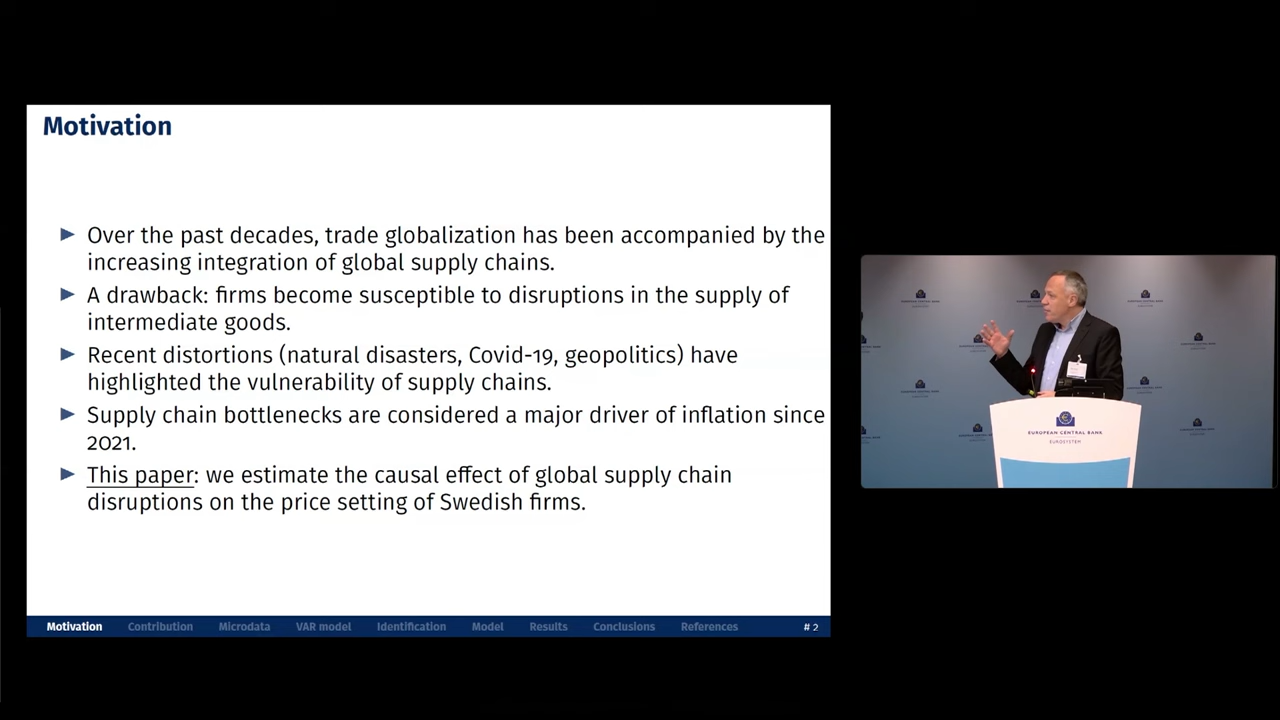 Motivation
▶ Over the past decades, trade globalization has been accompanied by the
increasing integration of global supply chains.
▶ A drawback: firms become susceptible to disruptions in the supply of
intermediate goods.
▶ Recent distortions (natural disasters, Covid-19, geopolitics) have
highlighted the vulnerability of supply chains.
▶ Supply chain bottlenecks are considered a major driver of inflation since
2021.
▶ This paper: we estimate the causal effect of global supply chain
disruptions on the price setting of Swedish firms.
Motivation Contribution Microdata VAR model Identification Model Results Conclusions References # 2
EUROPEAN CENTRAL BANK
EUROSYSTEM